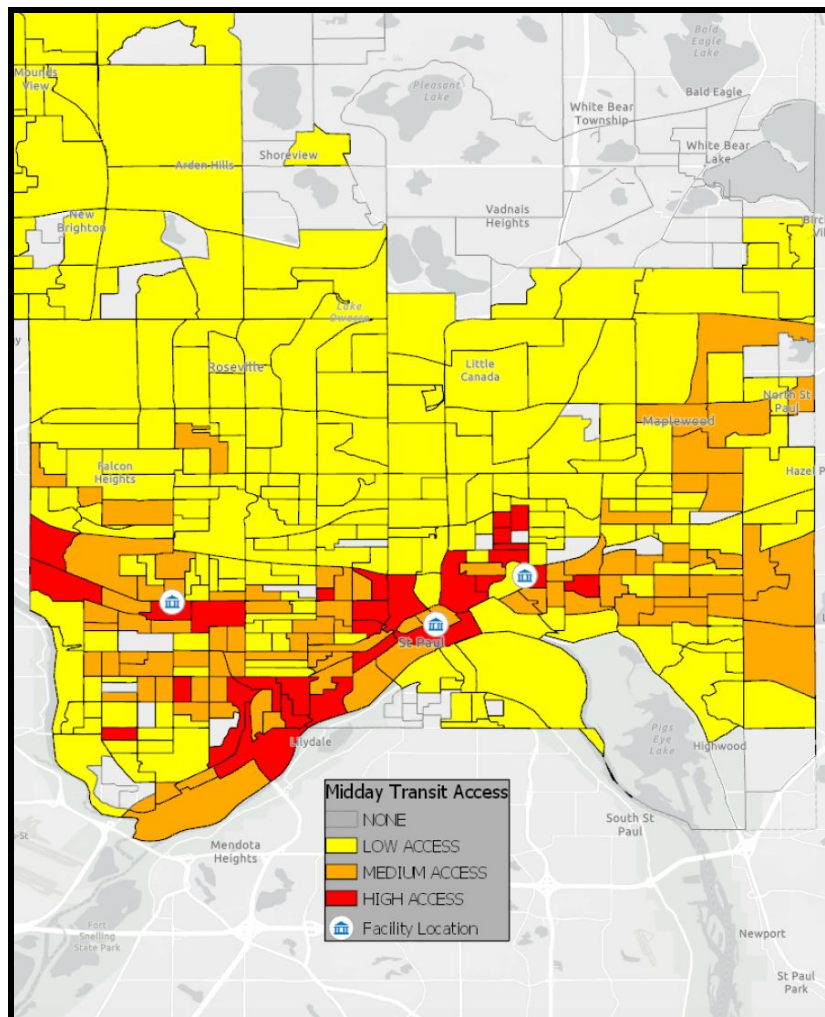 Bald
Eagle
Lake
Mounds
View
Pleasant
Lake
Bald Eagle
White Bear
Township
Shoreview
White Bear
Lake
Arden Hills
New
Brighton
Vadnais
Heights
Lake
Owasso
Roseville
Little
Canada
North St
Paul
Maplewood
Falcon
Heights
Hazel P
St Paul
Pigs
Eye
Lake
Lilydale
Highwood
Midday Transit Access
NONE
LOW ACCESS
MEDIUM ACCESS
HIGH ACCESS
Facility Location
South St
Paul
Mendota
Heights
Fort
Snelling
State Park
Newport
St Paul
Park